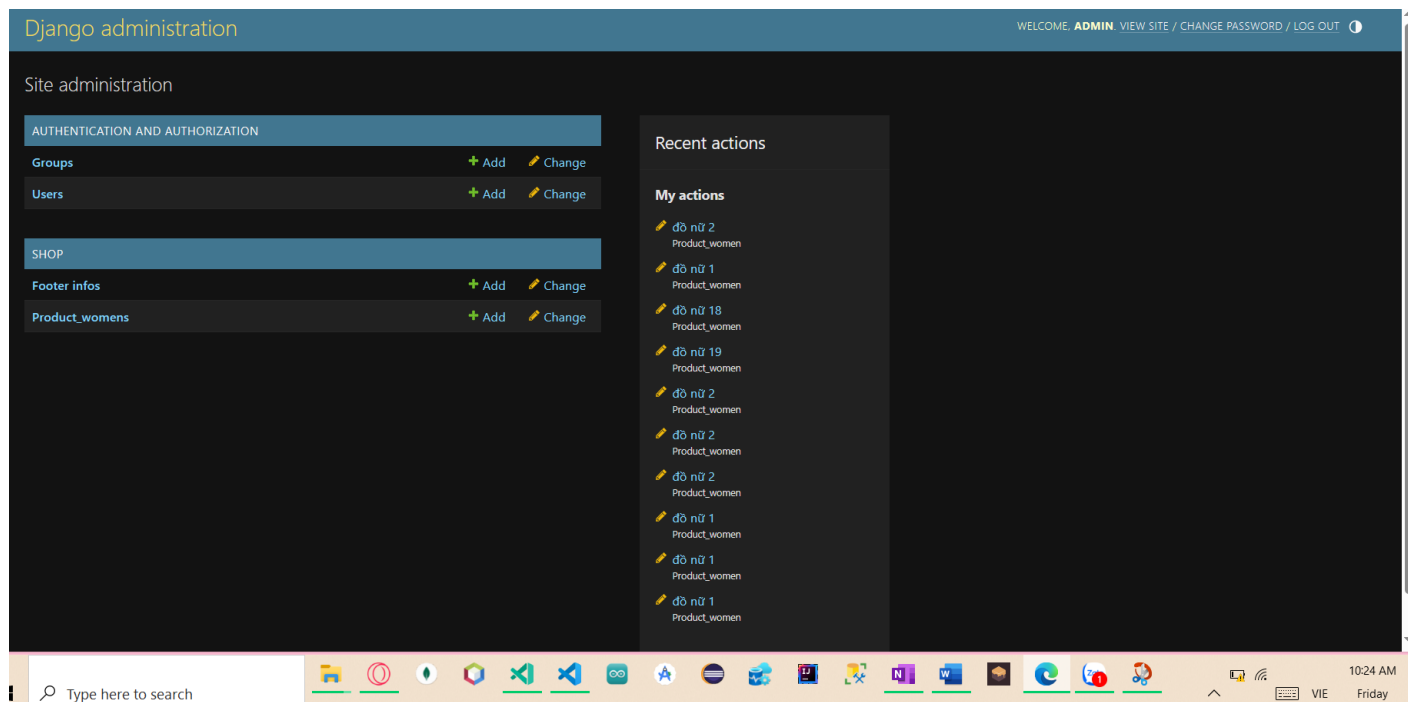 Django administration
WELCOME, ADMIN. VIEW SITE / CHANGE PASSWORD / LOG OUT
Site administration
AUTHENTICATION AND AUTHORIZATION
Groups Add Change
Users Add Change
SHOP
Footer infos Add Change
Product_womens Add Change
Recent actions
My actions
đồ nữ 2
Product_women
đồ nữ 1
Product_women
đồ nữ 18
Product_women
đồ nữ 19
Product_women
đồ nữ 2
Product_women
đồ nữ 2
Product_women
đồ nữ 2
Product_women
đồ nữ 1
Product_women
đồ nữ 1
Product_women
đồ nữ 1
Product_women
Type here to search
10:24 AM
VIE Friday